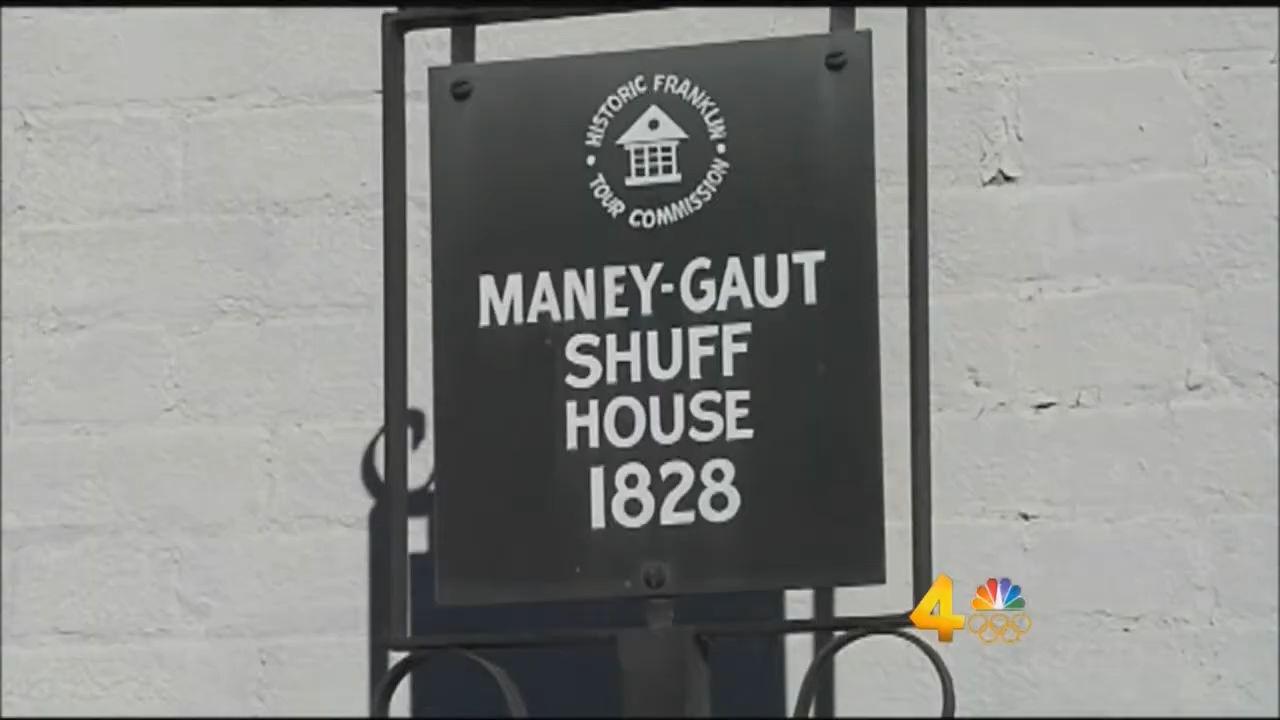 HISTORIC FRANKLIN
TOUR COMMISSION
MANEY-GAUT
SHUFF
HOUSE
1828
4